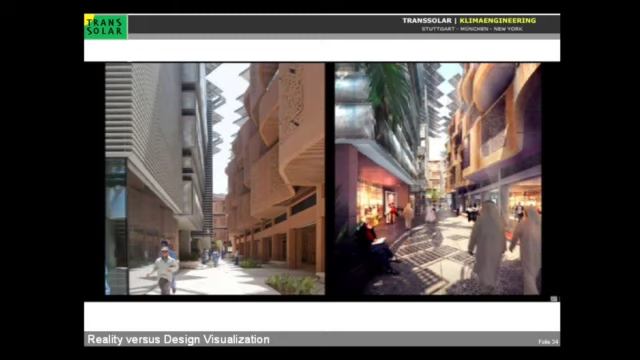 TRANS
SOLAR
TRANSSOLAR | KLIMAENGINEERING
STUTTGART - MÜNCHEN - NEW YORK
Reality versus Design Visualization
Folie 34